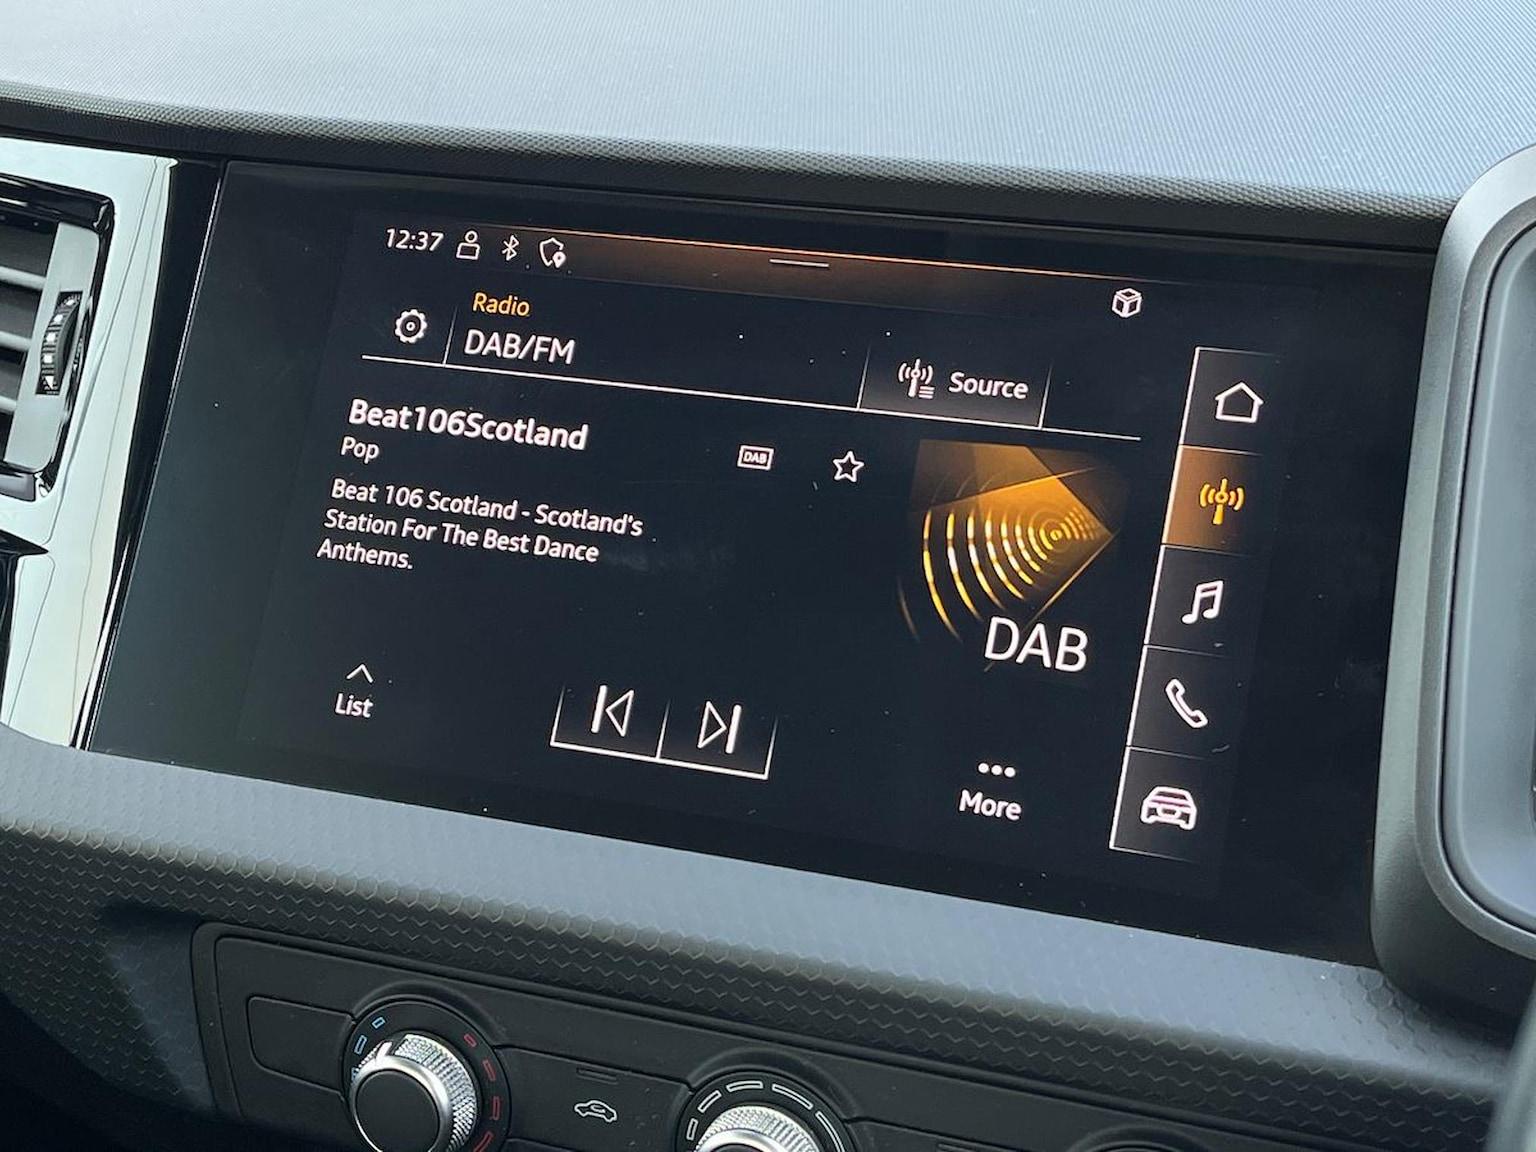 12:37
Radio
DAB/FM
Source
Beat106Scotland
Pop
DAB
Beat 106 Scotland - Scotland's
Station For The Best Dance
Anthems.
DAB
List
More